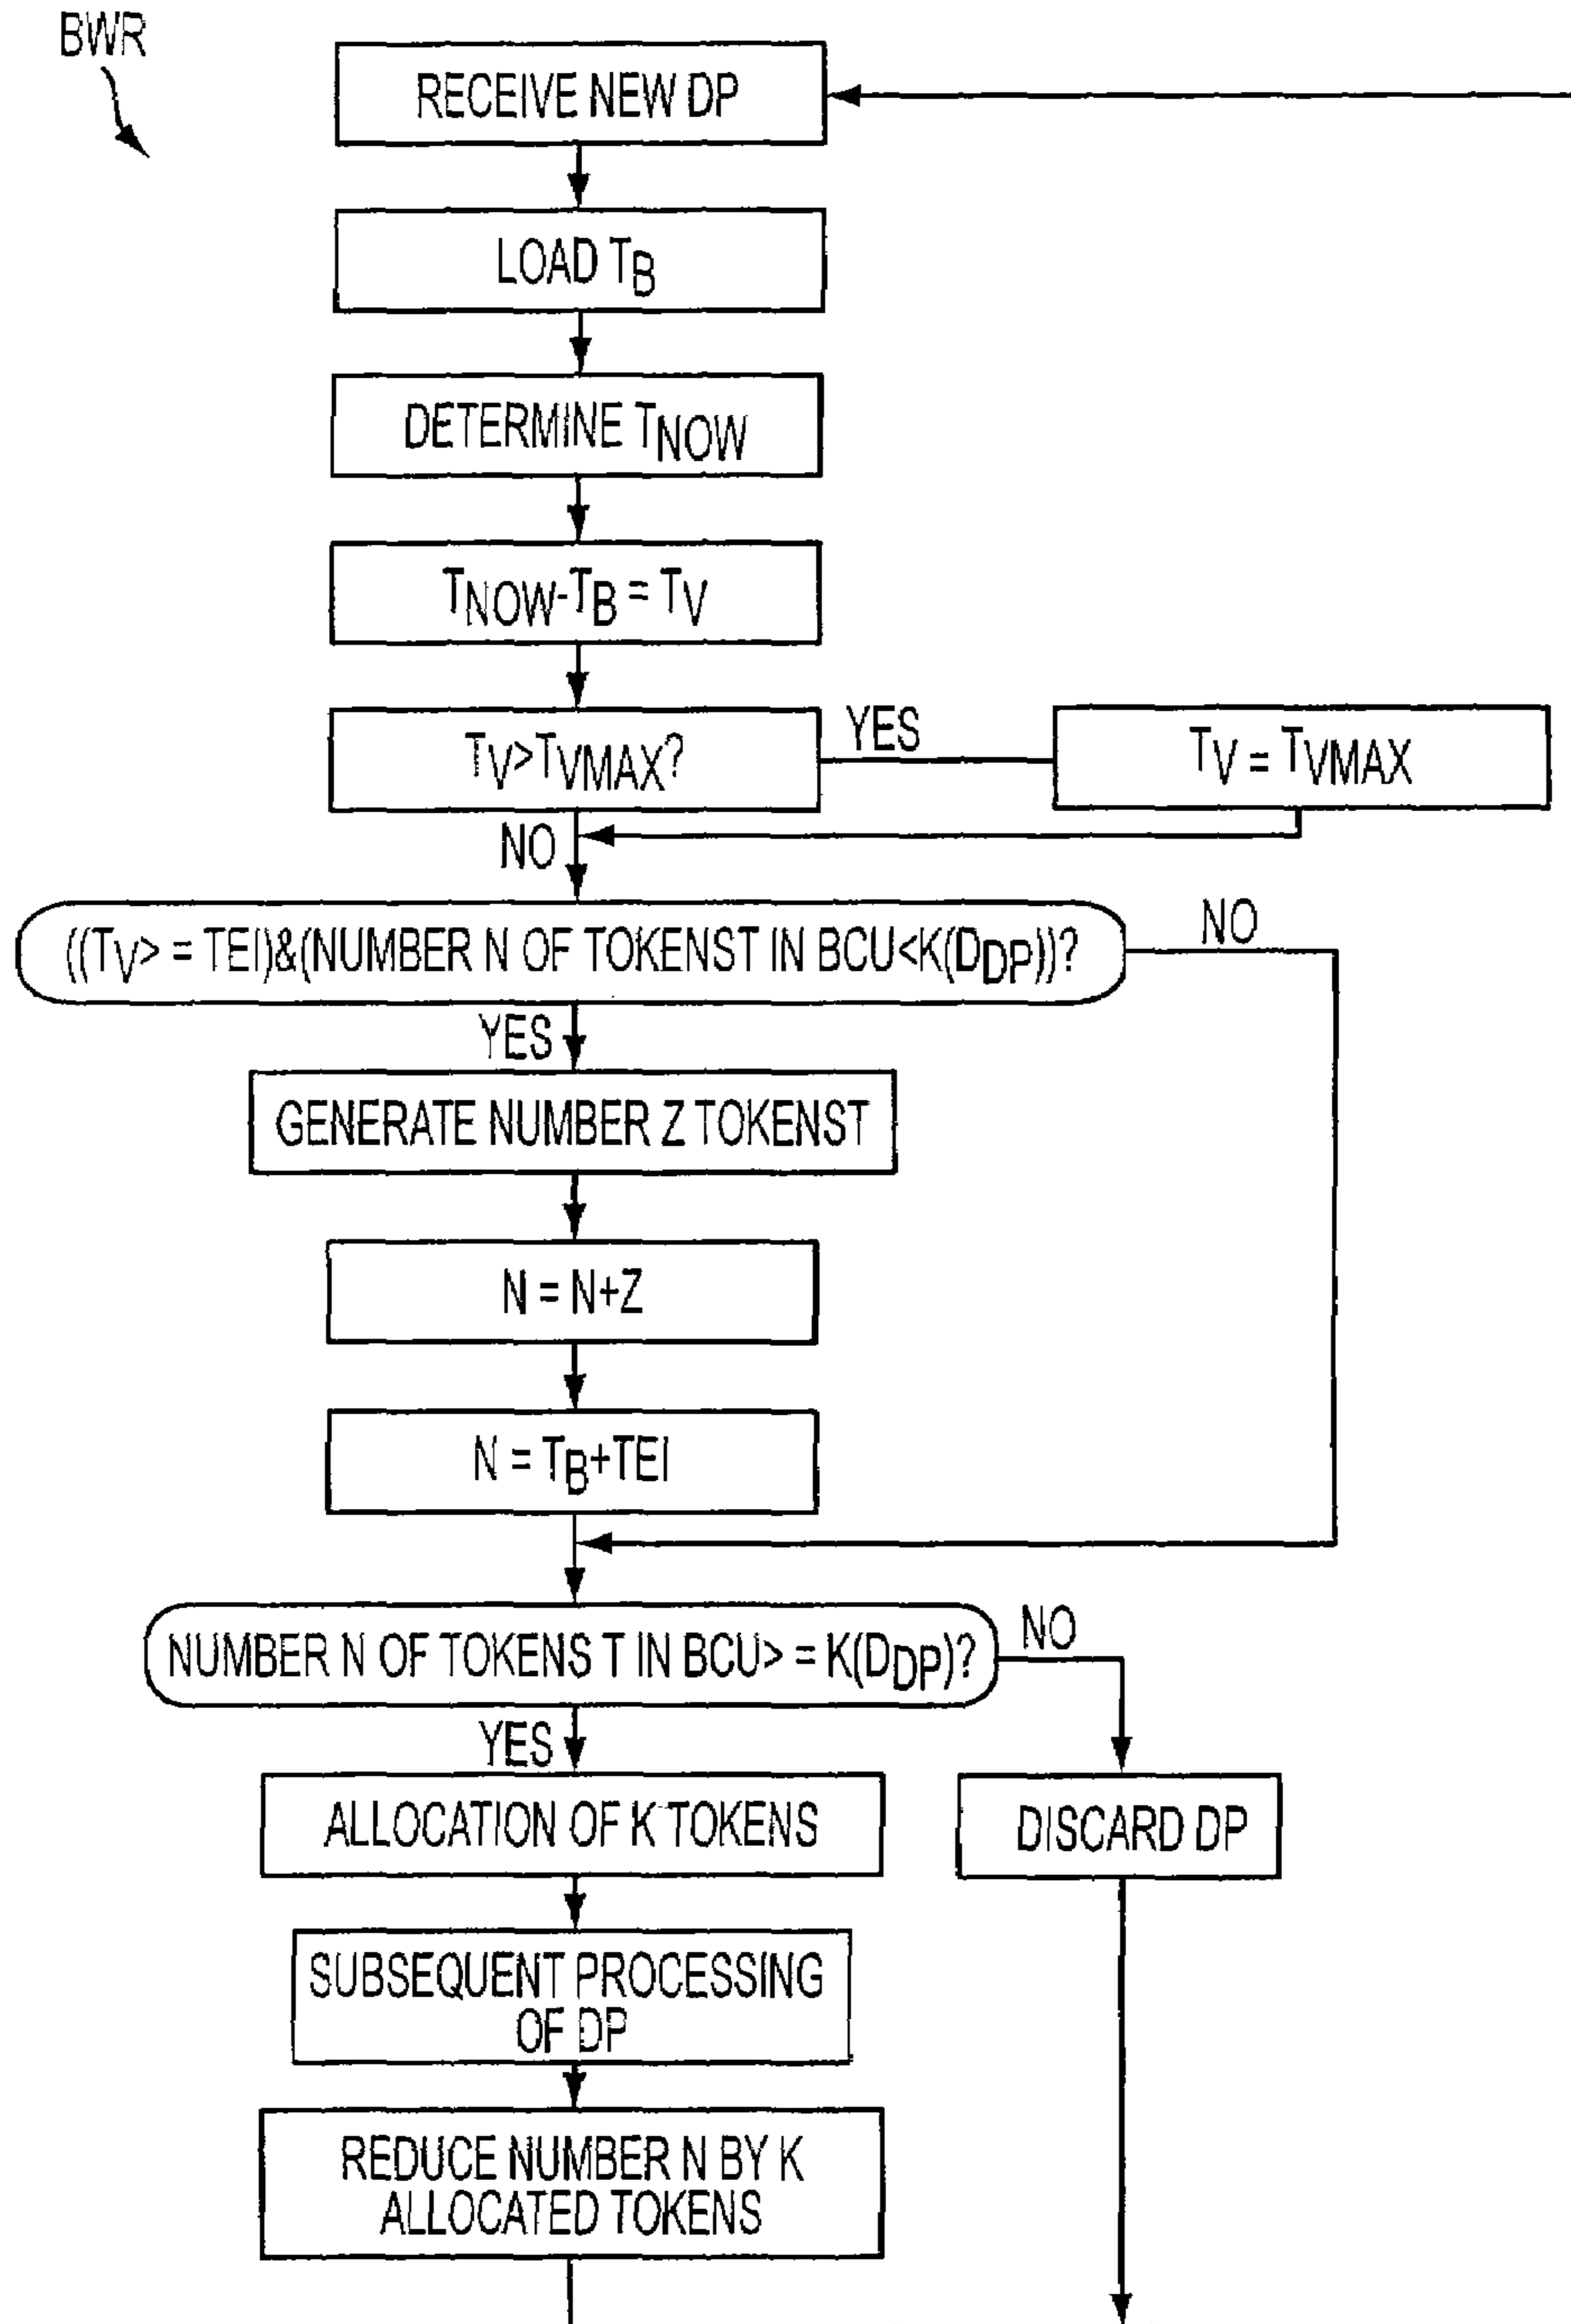 BWR
RECEIVE NEW DP
LOAD TB
DETERMINE TNOW
TNOW-TB = TV
TV>TVMAX?
YES
TV = TVMAX
NO
((TV> = TEI)&(NUMBER N OF TOKENST IN BCU<K(DDP))?
NO
YES
GENERATE NUMBER Z TOKENST
N = N+Z
N = TB+TEI
NUMBER N OF TOKENS T IN BCU> = K(DDP)?
NO
YES
ALLOCATION OF K TOKENS
DISCARD DP
SUBSEQUENT PROCESSING
OF DP
REDUCE NUMBER N BY K
ALLOCATED TOKENS